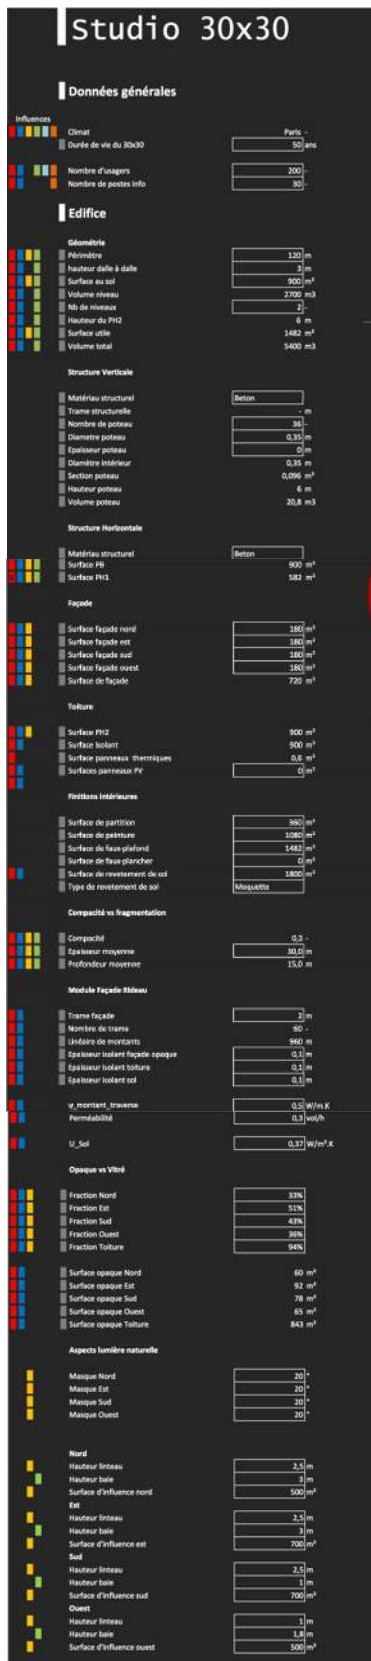 Studio 30x30
Données générales
Influences
Climat Paris -
Durée de vie du 30x30 50 ans
Nombre d'usagers 200 -
Nombre de postes info 30 -
Edifice
Géométrie
Périmètre 120 m
hauteur dalle à dalle 3 m
Surface au sol 900 m²
Volume niveau 2700 m3
Nb de niveaux 2 -
Hauteur du PH2 6 m
Surface utile 1482 m²
Volume total 5400 m3
Structure Verticale
Matériau structurel Beton
Trame structurelle - m
Nombre de poteau 36 -
Diametre poteau 0,35 m
Epaisseur poteau 0 m
Diamètre intérieur 0,35 m
Section poteau 0,096 m²
Hauteur poteau 6 m
Volume poteau 20,8 m3
Structure Horizontale
Matériau structurel Beton
Surface PB 900 m²
Surface PH1 582 m²
Façade
Surface façade nord 180 m²
Surface façade est 180 m²
Surface façade sud 180 m²
Surface façade ouest 180 m²
Surface de façade 720 m²
Toiture
Surface PH2 900 m²
Surface Isolant 900 m²
Surface panneaux thermiques 0,6 m²
Surfaces panneaux PV 0 m²
Finitions intérieures
Surface de partition 360 m²
Surface de peinture 1080 m²
Surface de faux-plafond 1482 m²
Surface de faux-plancher 0 m²
Surface de revetement de sol 1800 m²
Type de revetement de sol Moquette
Compacité vs fragmentation
Compacité 0,3 -
Epaisseur moyenne 30,0 m
Profondeur moyenne 15,0 m
Module Façade Rideau
Trame façade 2 m
Nombre de trame 60 -
Linéaire de montants 960 m
Epaisseur isolant façade opaque 0,1 m
Epaisseur isolant toiture 0,1 m
Epaisseur isolant sol 0,1 m
ψ_montant_traverse 0,5 W/m.K
Perméabilité 0,3 vol/h
U_Sol 0,37 W/m².K
Opaque vs Vitré
Fraction Nord 33%
Fraction Est 51%
Fraction Sud 43%
Fraction Ouest 36%
Fraction Toiture 94%
Surface opaque Nord 60 m²
Surface opaque Est 92 m²
Surface opaque Sud 78 m²
Surface opaque Ouest 65 m²
Surface opaque Toiture 843 m²
Aspects lumière naturelle
Masque Nord 20 °
Masque Est 20 °
Masque Sud 20 °
Masque Ouest 20 °
Nord
Hauteur linteau 2,5 m
Hauteur baie 3 m
Surface d'influence nord 500 m²
Est
Hauteur linteau 2,5 m
Hauteur baie 3 m
Surface d'influence est 700 m²
Sud
Hauteur linteau 2,5 m
Hauteur baie 1 m
Surface d'influence sud 700 m²
Ouest
Hauteur linteau 1 m
Hauteur baie 1,8 m
Surface d'influence ouest 500 m²